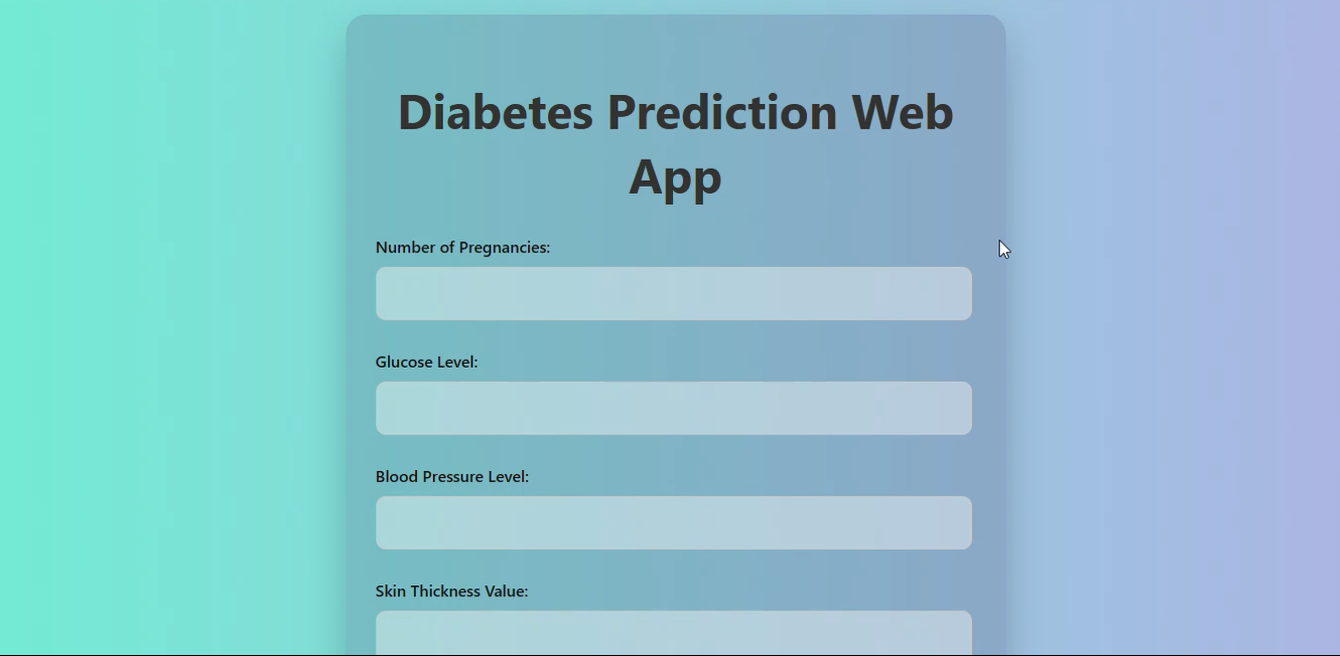 Diabetes Prediction Web
App
Number of Pregnancies:
Glucose Level:
Blood Pressure Level:
Skin Thickness Value: